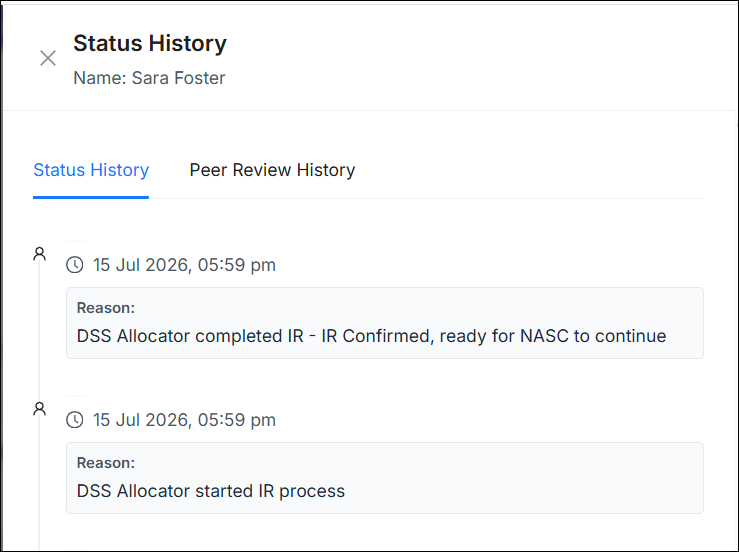 Status History
Name: Sara Foster
Status History
Peer Review History
15 Jul 2026, 05:59 pm
Reason:
DSS Allocator completed IR - IR Confirmed, ready for NASC to continue
15 Jul 2026, 05:59 pm
Reason:
DSS Allocator started IR process